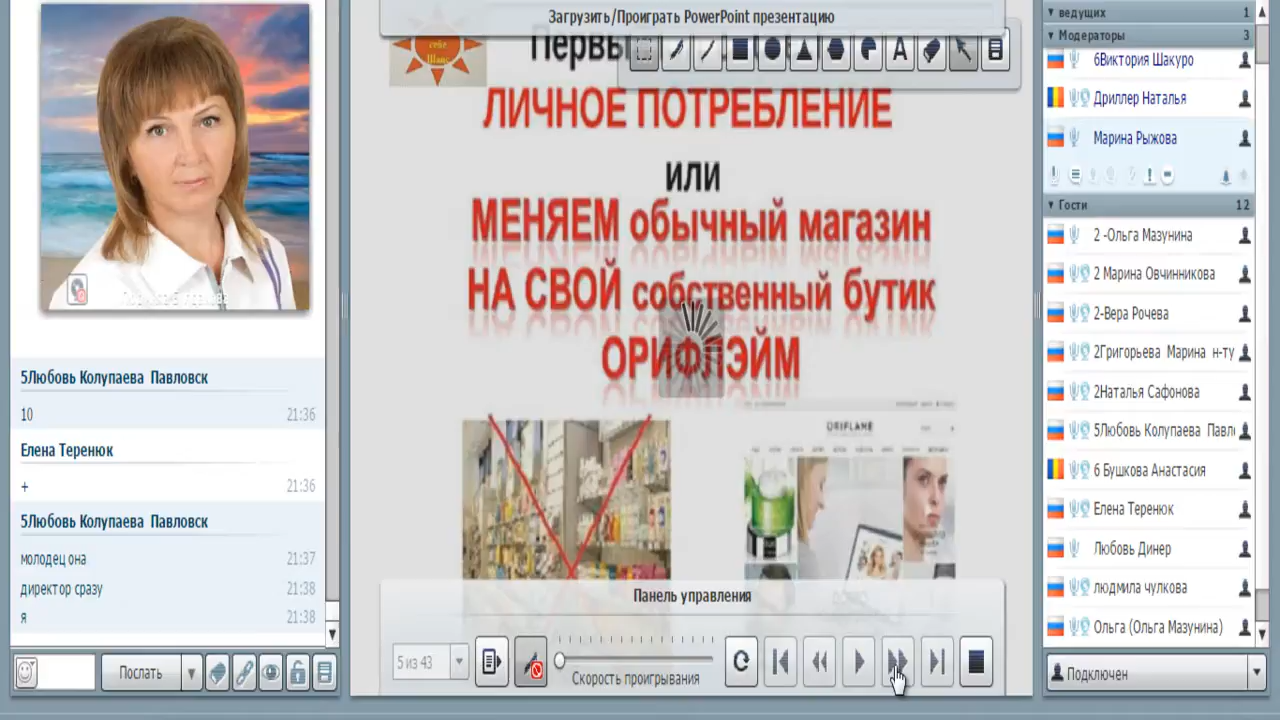 Загрузить/Проиграть PowerPoint презентацию
себе
Шанс
Первы
ЛИЧНОЕ ПОТРЕБЛЕНИЕ
или
МЕНЯЕМ обычный магазин
НА СВОЙ собственный бутик
ОРИФЛЭЙМ
ORIFLAME
Панель управления
5 из 43
Скорость проигрывания
5Любовь Колупаева Павловск
10 21:36
Елена Теренюк
+ 21:36
5Любовь Колупаева Павловск
молодец она 21:37
директор сразу 21:38
я 21:38
Послать
ведущих 1
Модераторы 3
6Виктория Шакуро
Дриллер Наталья
Марина Рыжова
Гости 12
2 -Ольга Мазунина
2 Марина Овчинникова
2-Вера Рочева
2Григорьева Марина н-ту
2Наталья Сафонова
5Любовь Колупаева Павл
6 Бушкова Анастасия
Елена Теренюк
Любовь Динер
людмила чулкова
Ольга (Ольга Мазунина)
Подключен